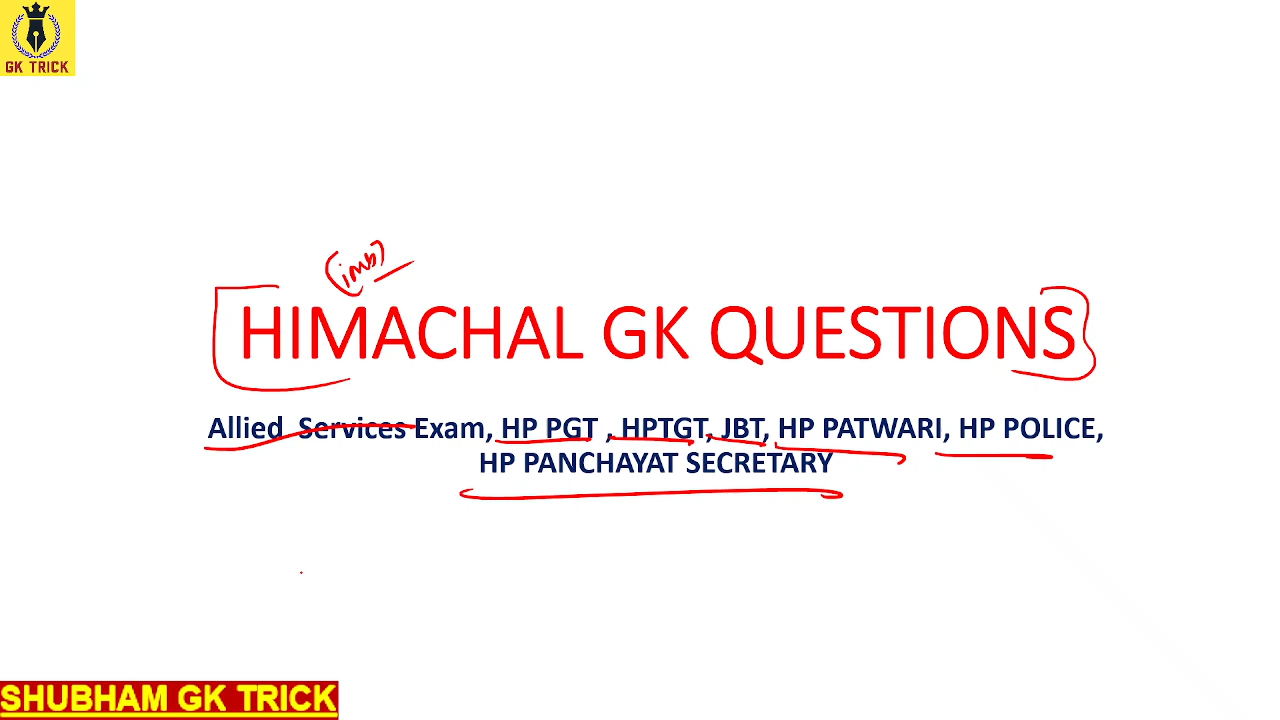 GK TRICK
(imp)
HIMACHAL GK QUESTIONS
Allied Services Exam, HP PGT , HPTGT, JBT, HP PATWARI, HP POLICE,
HP PANCHAYAT SECRETARY
SHUBHAM GK TRICK